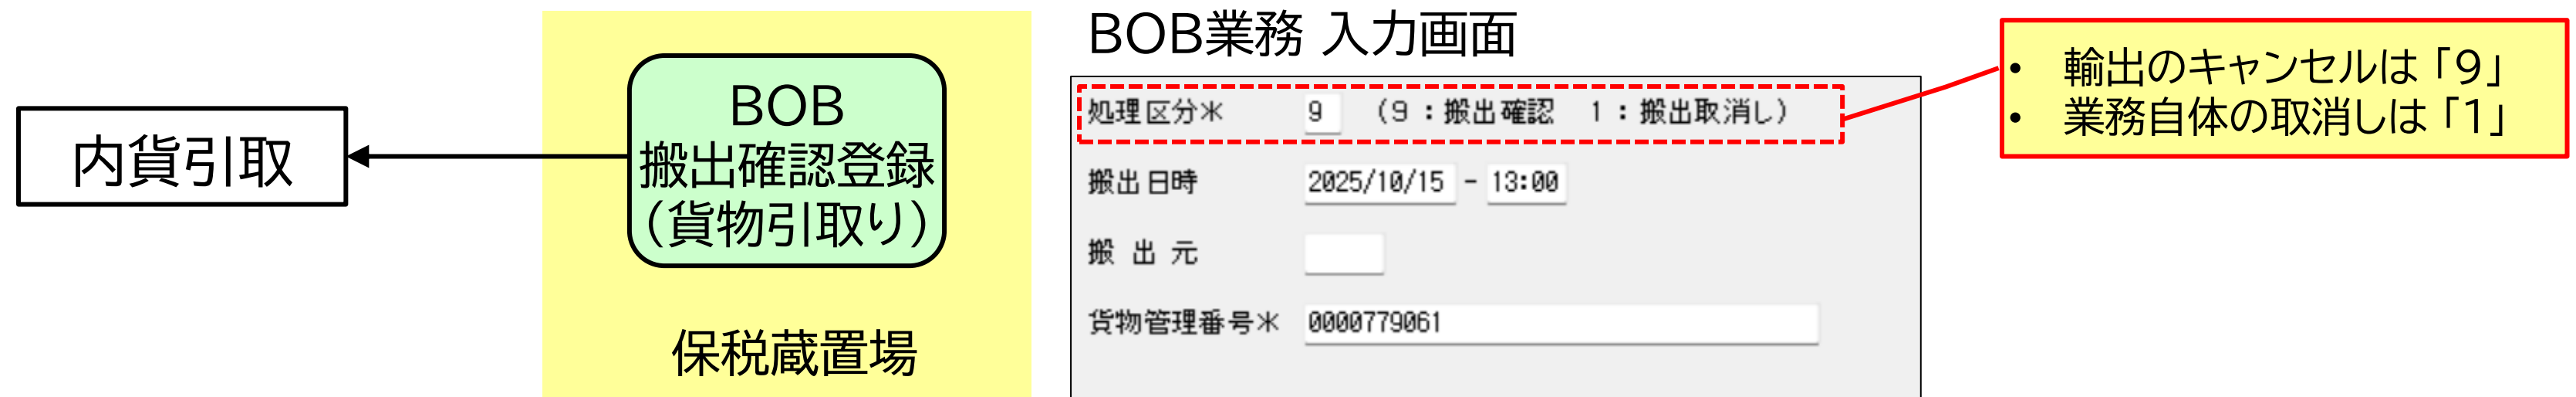 内貨引取
BOB
搬出確認登録
（貨物引取り）
保税蔵置場
BOB業務 入力画面
処理区分＊ 9 （9：搬出確認 1：搬出取消し）
搬出日時 2025/10/15 - 13:00
搬 出 元
貨物管理番号＊ 0000779061
• 輸出のキャンセルは「9」
• 業務自体の取消しは「1」